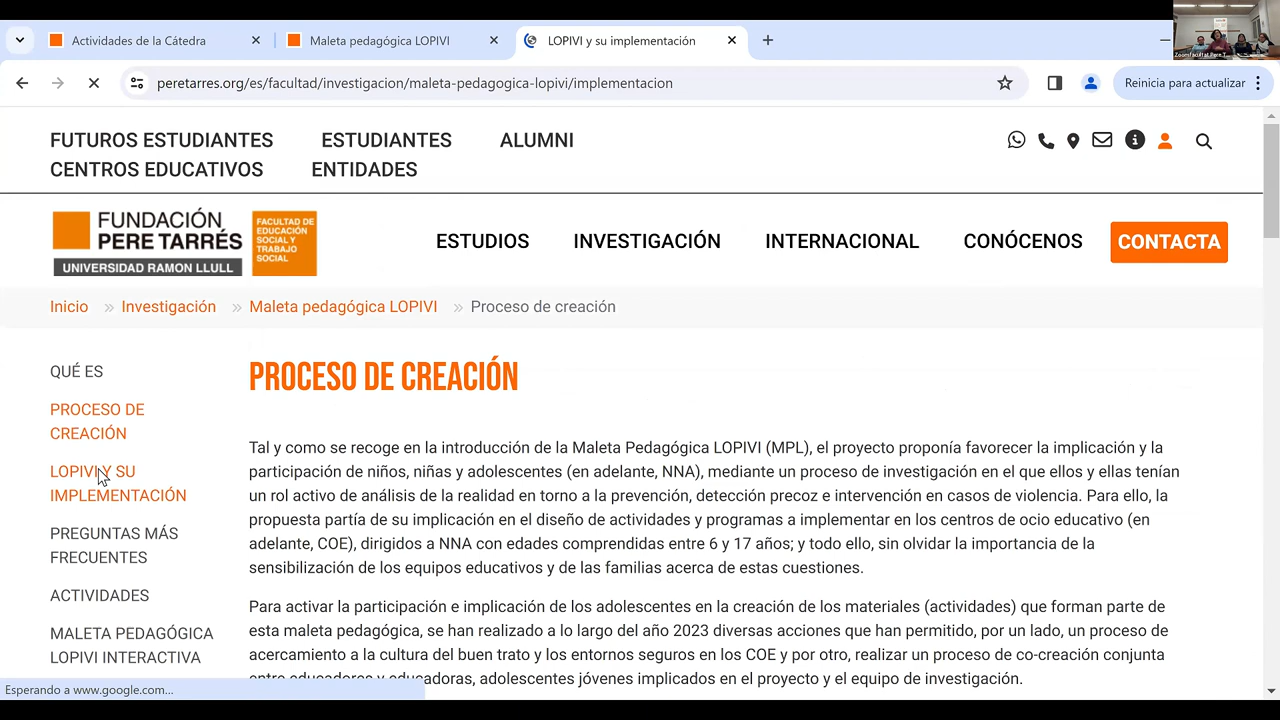 Actividades de la Cátedra
Maleta pedagógica LOPIVI
LOPIVI y su implementación
peretarres.org/es/facultad/investigacion/maleta-pedagogica-lopivi/implementacion
Reinicia para actualizar
FUTUROS ESTUDIANTES
ESTUDIANTES
ALUMNI
CENTROS EDUCATIVOS
ENTIDADES
FUNDACIÓN
PERE TARRÉS
UNIVERSIDAD RAMON LLULL
FACULTAD DE
EDUCACIÓN
SOCIAL Y
TRABAJO
SOCIAL
ESTUDIOS
INVESTIGACIÓN
INTERNACIONAL
CONÓCENOS
CONTACTA
Inicio » Investigación » Maleta pedagógica LOPIVI » Proceso de creación
QUÉ ES
PROCESO DE
CREACIÓN
LOPIVI Y SU
IMPLEMENTACIÓN
PREGUNTAS MÁS
FRECUENTES
ACTIVIDADES
MALETA PEDAGÓGICA
LOPIVI INTERACTIVA
PROCESO DE CREACIÓN
Tal y como se recoge en la introducción de la Maleta Pedagógica LOPIVI (MPL), el proyecto proponía favorecer la implicación y la
participación de niños, niñas y adolescentes (en adelante, NNA), mediante un proceso de investigación en el que ellos y ellas tenían
un rol activo de análisis de la realidad en torno a la prevención, detección precoz e intervención en casos de violencia. Para ello, la
propuesta partía de su implicación en el diseño de actividades y programas a implementar en los centros de ocio educativo (en
adelante, COE), dirigidos a NNA con edades comprendidas entre 6 y 17 años; y todo ello, sin olvidar la importancia de la
sensibilización de los equipos educativos y de las familias acerca de estas cuestiones.
Para activar la participación e implicación de los adolescentes en la creación de los materiales (actividades) que forman parte de
esta maleta pedagógica, se han realizado a lo largo del año 2023 diversas acciones que han permitido, por un lado, un proceso de
acercamiento a la cultura del buen trato y los entornos seguros en los COE y por otro, realizar un proceso de co-creación conjunta
entre educadores y educadoras, adolescentes jóvenes implicados en el proyecto y el equipo de investigación.
Esperando a www.google.com...